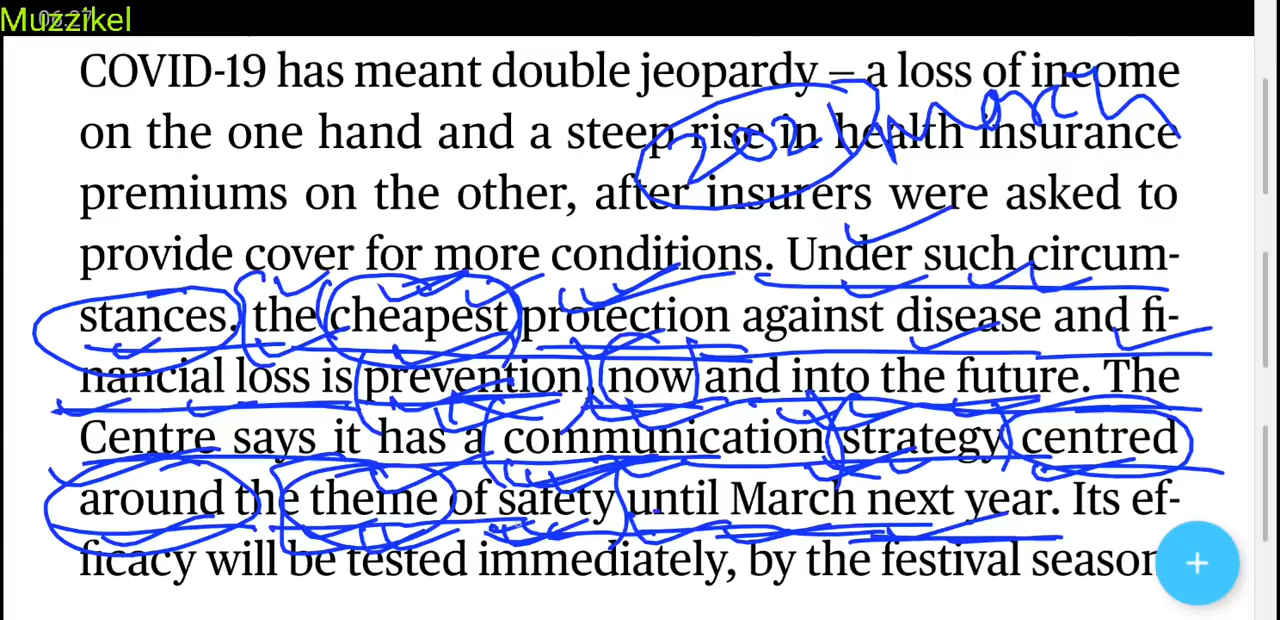 Muzzikel
06:27
COVID-19 has meant double jeopardy – a loss of income
on the one hand and a steep rise in health insurance
2021 March
premiums on the other, after insurers were asked to
provide cover for more conditions. Under such circum-
stances, the cheapest protection against disease and fi-
nancial loss is prevention, now and into the future. The
Centre says it has a communication strategy centred
around the theme of safety until March next year. Its ef-
ficacy will be tested immediately, by the festival season